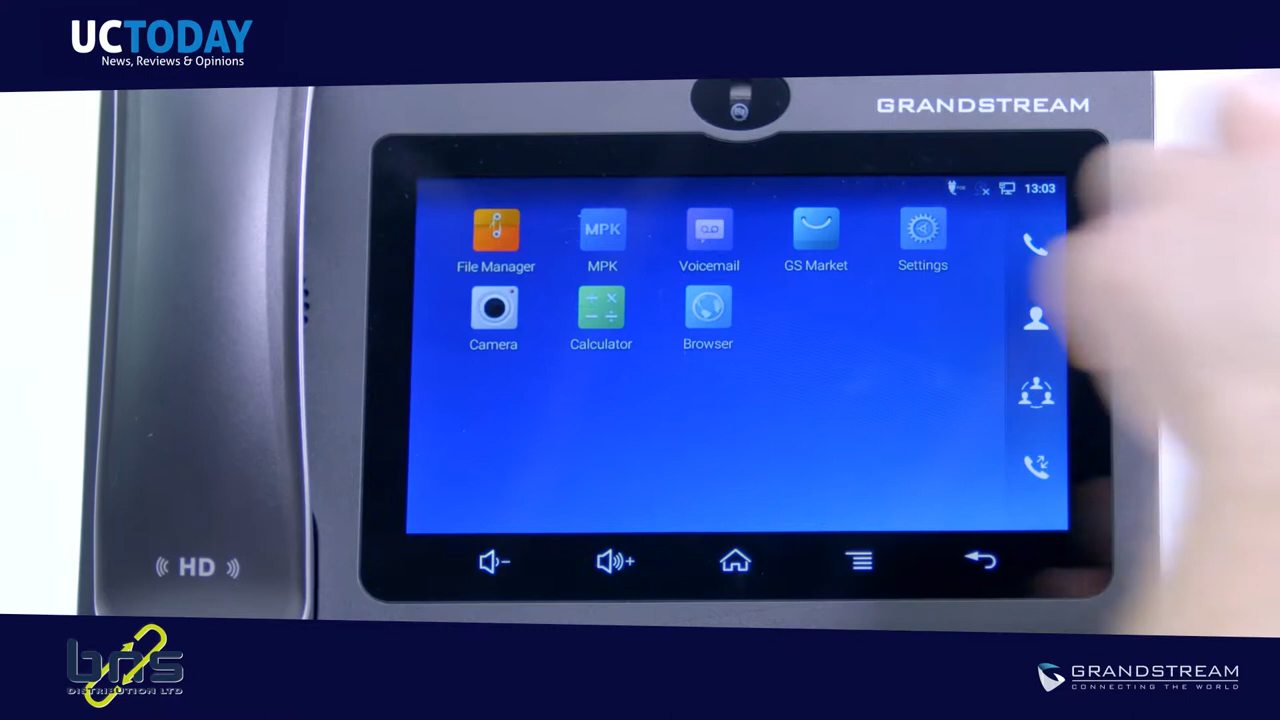 UCTODAY
News, Reviews & Opinions
GRANDSTREAM
13:03
File Manager
MPK
MPK
Voicemail
GS Market
Settings
Camera
Calculator
Browser
HD
bns
DISTRIBUTION LTD
GRANDSTREAM
CONNECTING THE WORLD